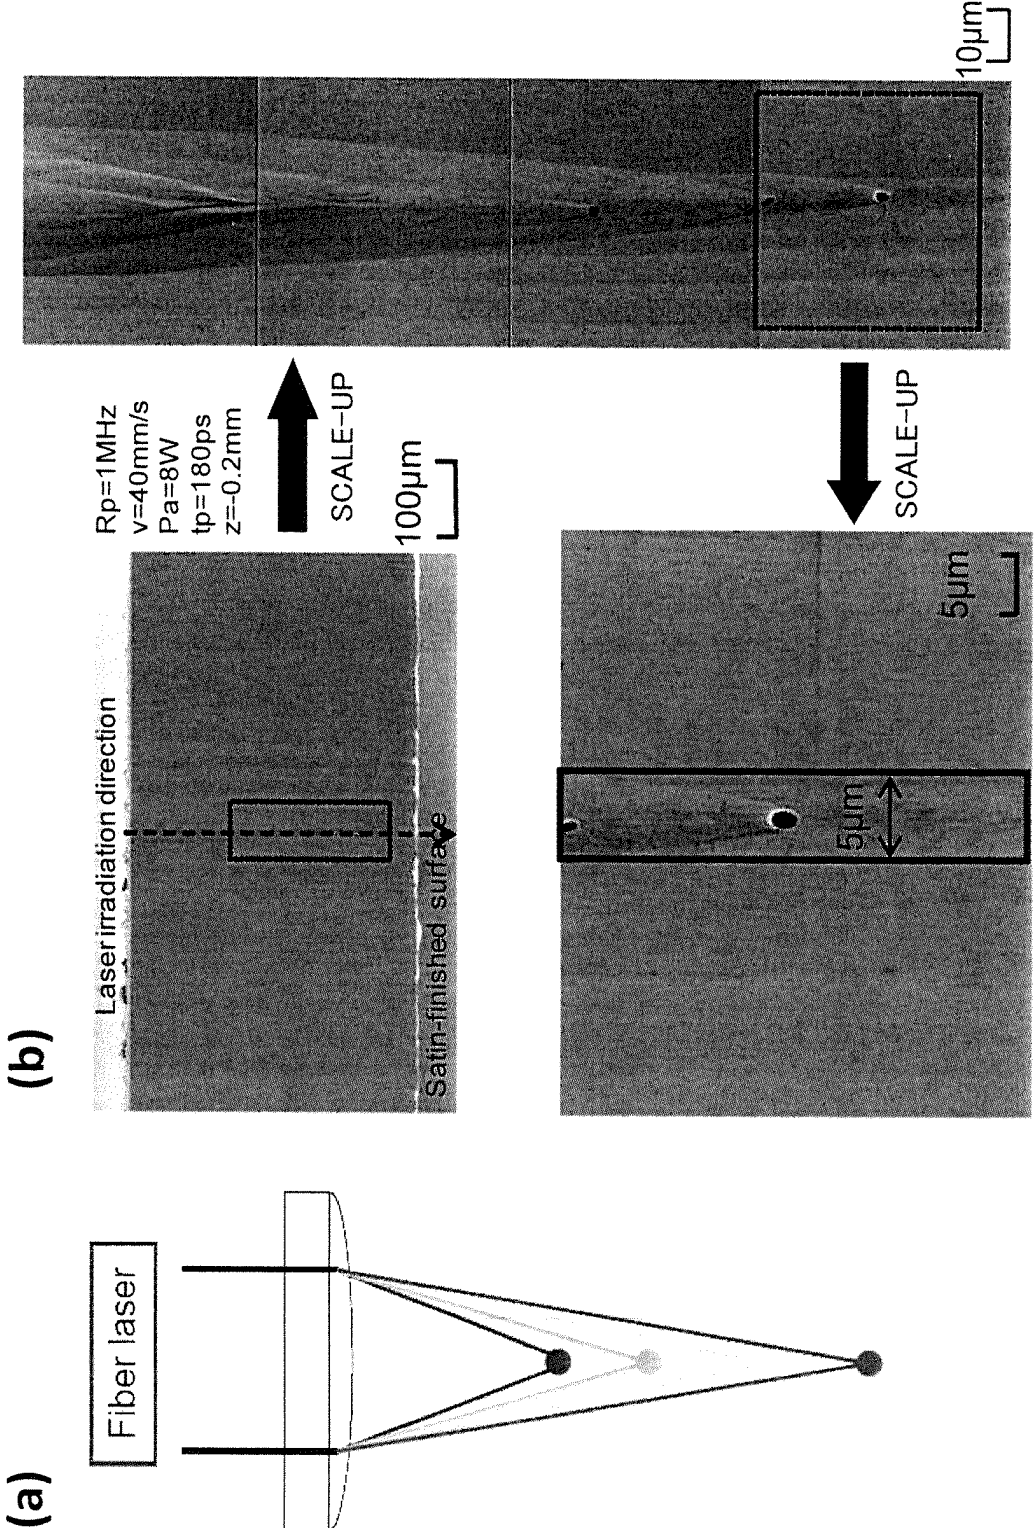 (a)
Fiber laser
(b)
Laser irradiation direction
Satin-finished surface
Rp=1MHz
v=40mm/s
Pa=8W
tp=180ps
z=-0.2mm
SCALE-UP
100μm
10μm
SCALE-UP
5μm
5μm